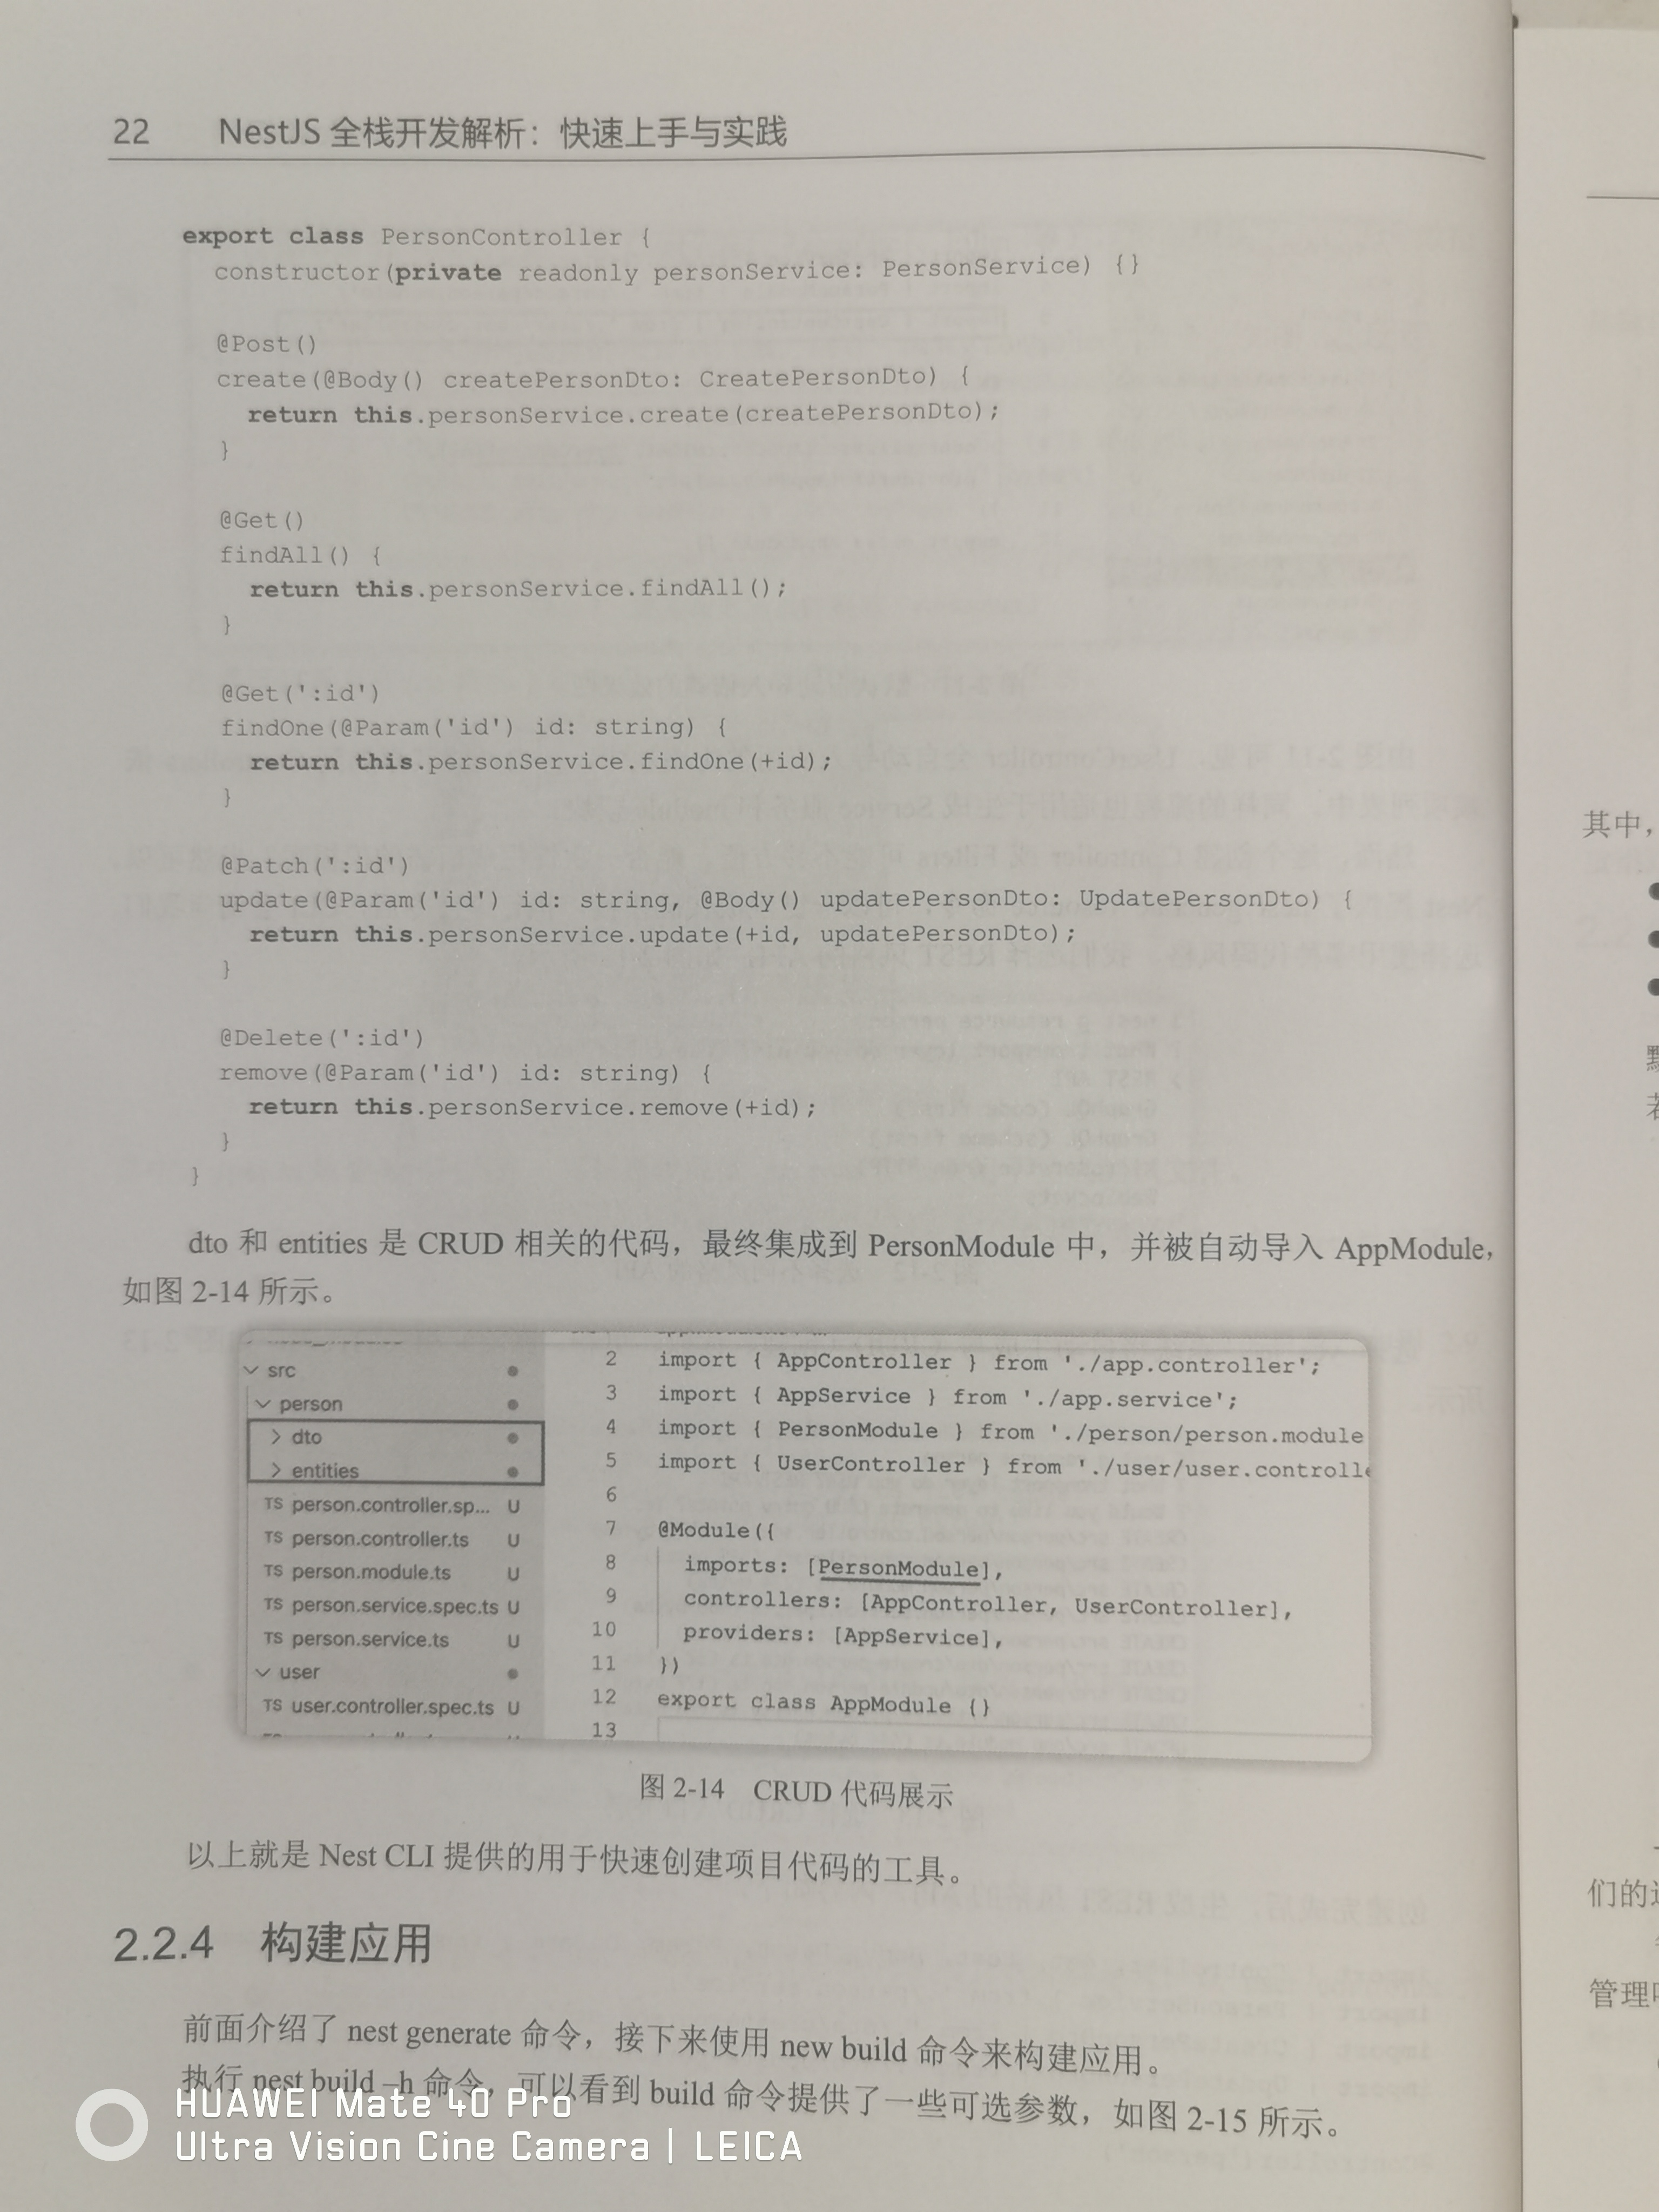 22 NestJS 全栈开发解析：快速上手与实践
export class PersonController {
constructor(private readonly personService: PersonService) {}
@Post()
create(@Body() createPersonDto: CreatePersonDto) {
return this.personService.create(createPersonDto);
}
@Get()
findAll() {
return this.personService.findAll();
}
@Get(':id')
findOne(@Param('id') id: string) {
return this.personService.findOne(+id);
}
@Patch(':id')
update(@Param('id') id: string, @Body() updatePersonDto: UpdatePersonDto) {
return this.personService.update(+id, updatePersonDto);
}
@Delete(':id')
remove(@Param('id') id: string) {
return this.personService.remove(+id);
}
}
dto 和 entities 是 CRUD 相关的代码，最终集成到 PersonModule 中，并被自动导入 AppModule，
如图 2-14 所示。
src
person
dto
entities
TS person.controller.sp... U
TS person.controller.ts U
TS person.module.ts U
TS person.service.spec.ts U
TS person.service.ts U
user
TS user.controller.spec.ts U
2 import { AppController } from './app.controller';
3 import { AppService } from './app.service';
4 import { PersonModule } from './person/person.module
5 import { UserController } from './user/user.controlle
6
7 @Module({
8 imports: [PersonModule],
9 controllers: [AppController, UserController],
10 providers: [AppService],
11 })
12 export class AppModule {}
13
图 2-14 CRUD 代码展示
以上就是 Nest CLI 提供的用于快速创建项目代码的工具。
2.2.4 构建应用
前面介绍了 nest generate 命令，接下来使用 new build 命令来构建应用。
执行 nest build –h 命令，可以看到 build 命令提供了一些可选参数，如图 2-15 所示。
HUAWEI Mate 40 Pro
Ultra Vision Cine Camera | LEICA
其中，
们的
管理